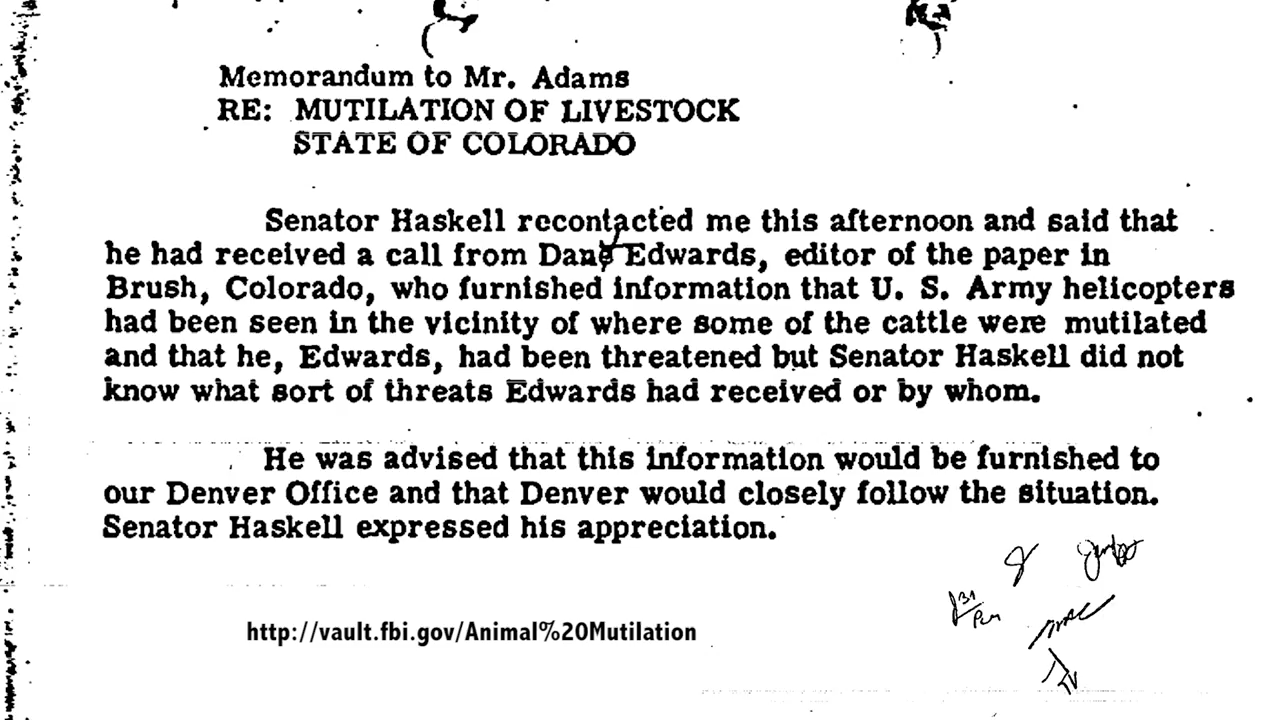 Memorandum to Mr. Adams
RE: MUTILATION OF LIVESTOCK
STATE OF COLORADO
Senator Haskell recontacted me this afternoon and said that
he had received a call from Dane Edwards, editor of the paper in
Brush, Colorado, who furnished information that U. S. Army helicopters
had been seen in the vicinity of where some of the cattle were mutilated
and that he, Edwards, had been threatened but Senator Haskell did not
know what sort of threats Edwards had received or by whom.
He was advised that this information would be furnished to
our Denver Office and that Denver would closely follow the situation.
Senator Haskell expressed his appreciation.
http://vault.fbi.gov/Animal%20Mutilation